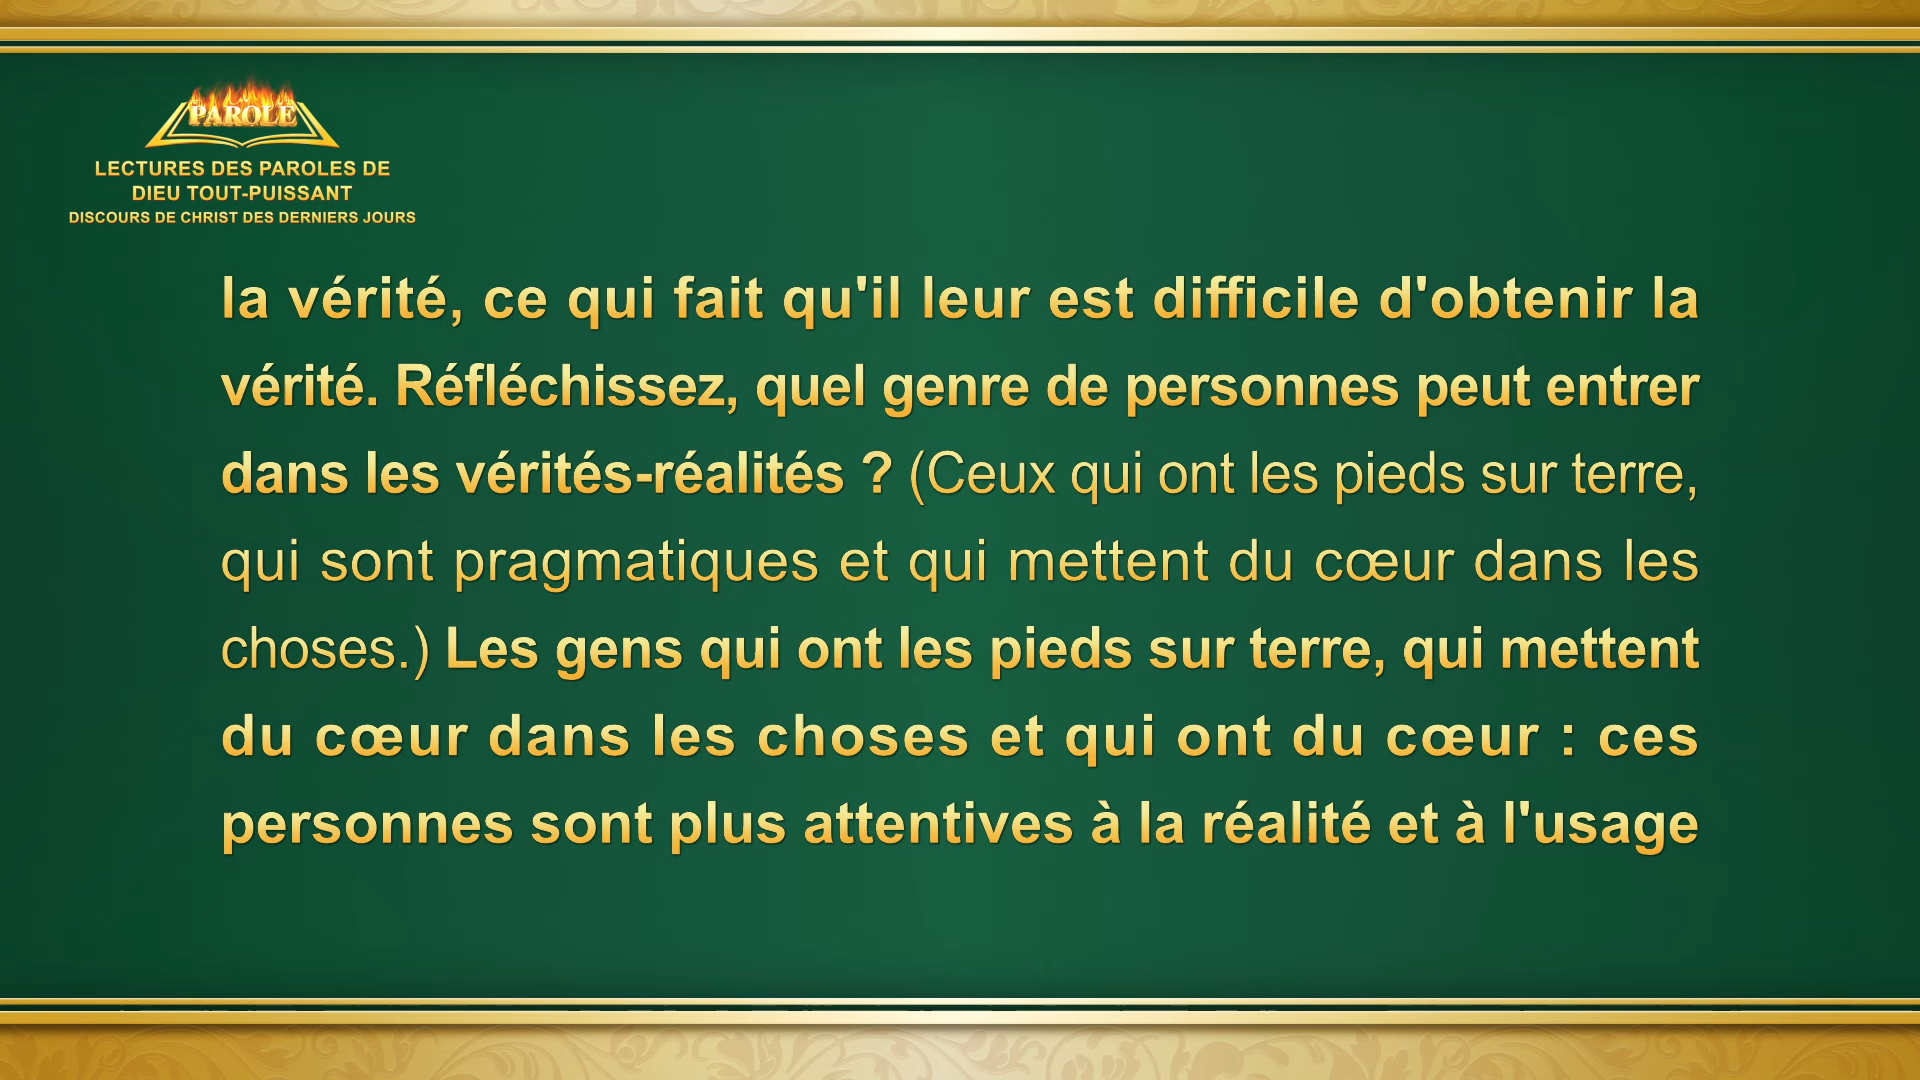 PAROLE
LECTURES DES PAROLES DE
DIEU TOUT-PUISSANT
DISCOURS DE CHRIST DES DERNIERS JOURS
la vérité, ce qui fait qu'il leur est difficile d'obtenir la
vérité. Réfléchissez, quel genre de personnes peut entrer
dans les vérités-réalités ? (Ceux qui ont les pieds sur terre,
qui sont pragmatiques et qui mettent du cœur dans les
choses.) Les gens qui ont les pieds sur terre, qui mettent
du cœur dans les choses et qui ont du cœur : ces
personnes sont plus attentives à la réalité et à l'usage